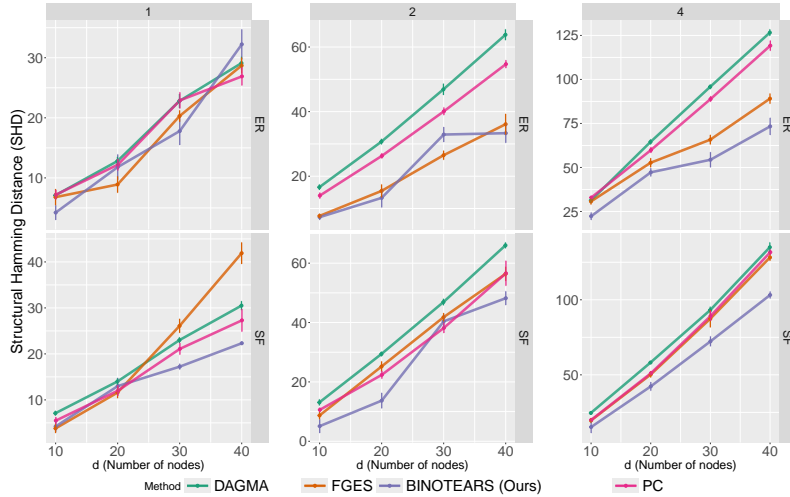 1 2 4
Structural Hamming Distance (SHD)
30
20
10
ER
60
40
20
ER
125
100
75
50
25
ER
40
30
20
10
SF
60
40
20
0
SF
100
50
SF
10 20 30 40
10 20 30 40
10 20 30 40
d (Number of nodes) d (Number of nodes) d (Number of nodes)
Method DAGMA FGES BINOTEARS (Ours) PC